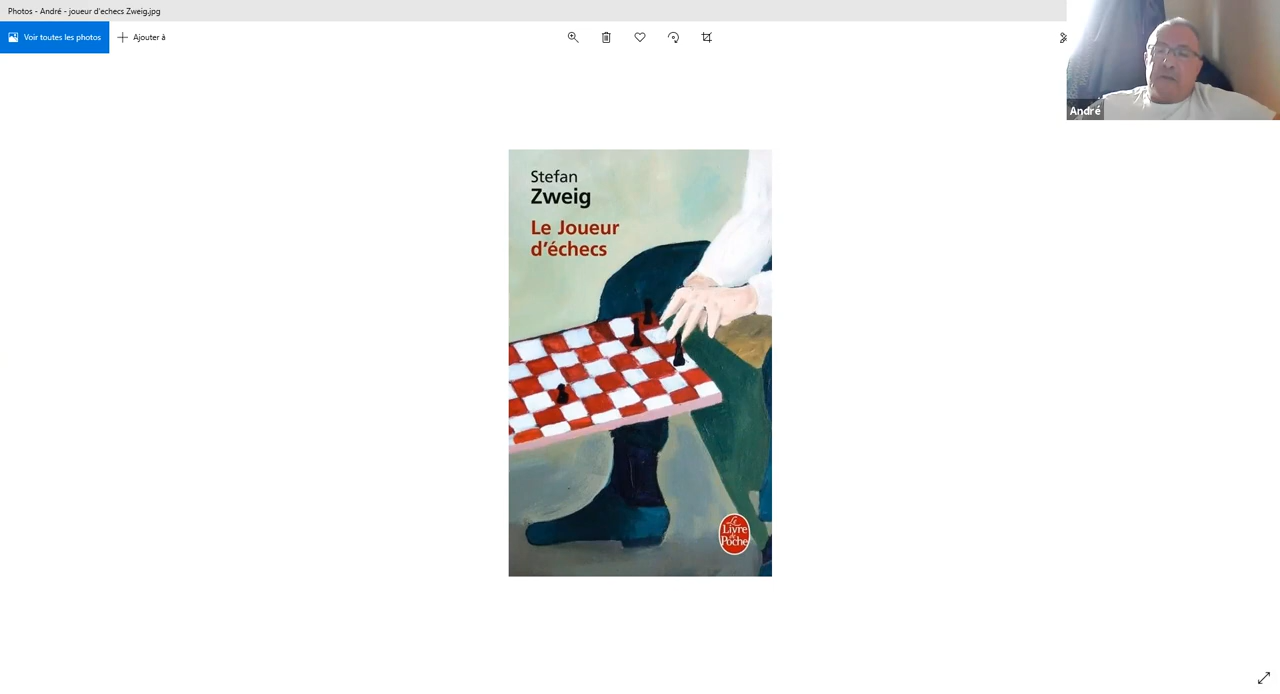 Photos - André - joueur d'echecs Zweig.jpg
Voir toutes les photos
Ajouter à
André
Stefan
Zweig
Le Joueur
d'échecs
Le
Livre
de
Poche